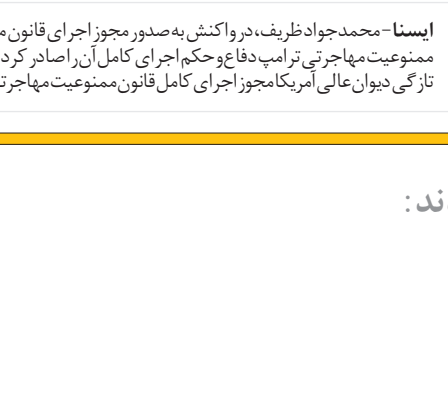 ایسنا - محمدجواد ظریف، در واکنش به صدور مجوز اجرای قانون
ممنوعیت مهاجرتی ترامپ دفاع و حکم اجرای کامل آن را صادر کرد
تازگی دیوان عالی آمریکا مجوز اجرای کامل قانون ممنوعیت
ند: